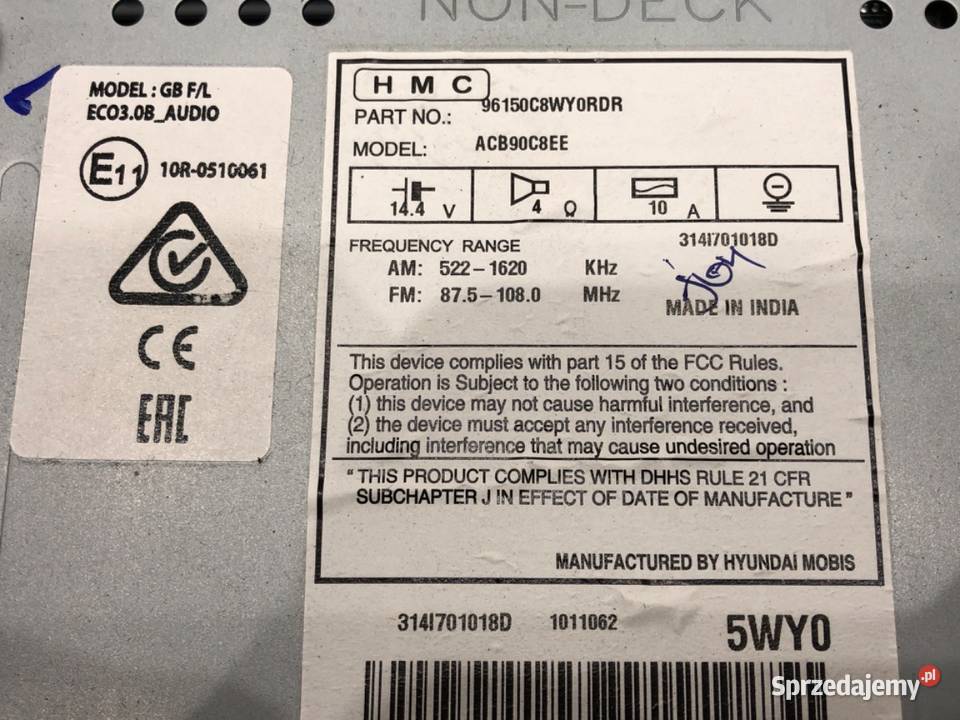 NON-DECK
MODEL : GB F/L
ECO3.0B_AUDIO
E11 10R-0510061
CE
EAC
HMC
PART NO.: 96150C8WY0RDR
MODEL: ACB90C8EE
14.4 V 4 Ω 10 A
FREQUENCY RANGE
AM: 522-1620 KHz
FM: 87.5-108.0 MHz
314I701018D
MADE IN INDIA
This device complies with part 15 of the FCC Rules.
Operation is Subject to the following two conditions :
(1) this device may not cause harmful interference, and
(2) the device must accept any interference received,
including interference that may cause undesired operation
" THIS PRODUCT COMPLIES WITH DHHS RULE 21 CFR
SUBCHAPTER J IN EFFECT OF DATE OF MANUFACTURE "
MANUFACTURED BY HYUNDAI MOBIS
314I701018D 1011062 5WY0
Sprzedajemy.pl